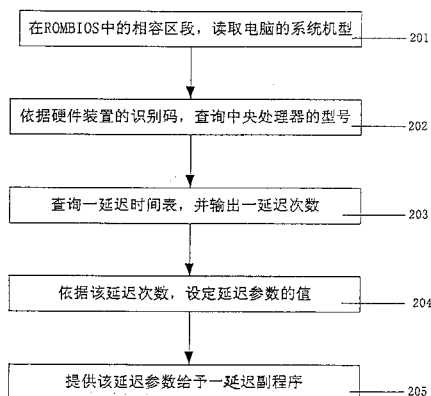 在ROMBIOS中的相容区段，读取电脑的系统机型
201
依据硬件装置的识别码，查询中央处理器的型号
202
查询一延迟时间表，并输出一延迟次数
203
依据该延迟次数，设定延迟参数的值
204
提供该延迟参数给予一延迟副程序
205